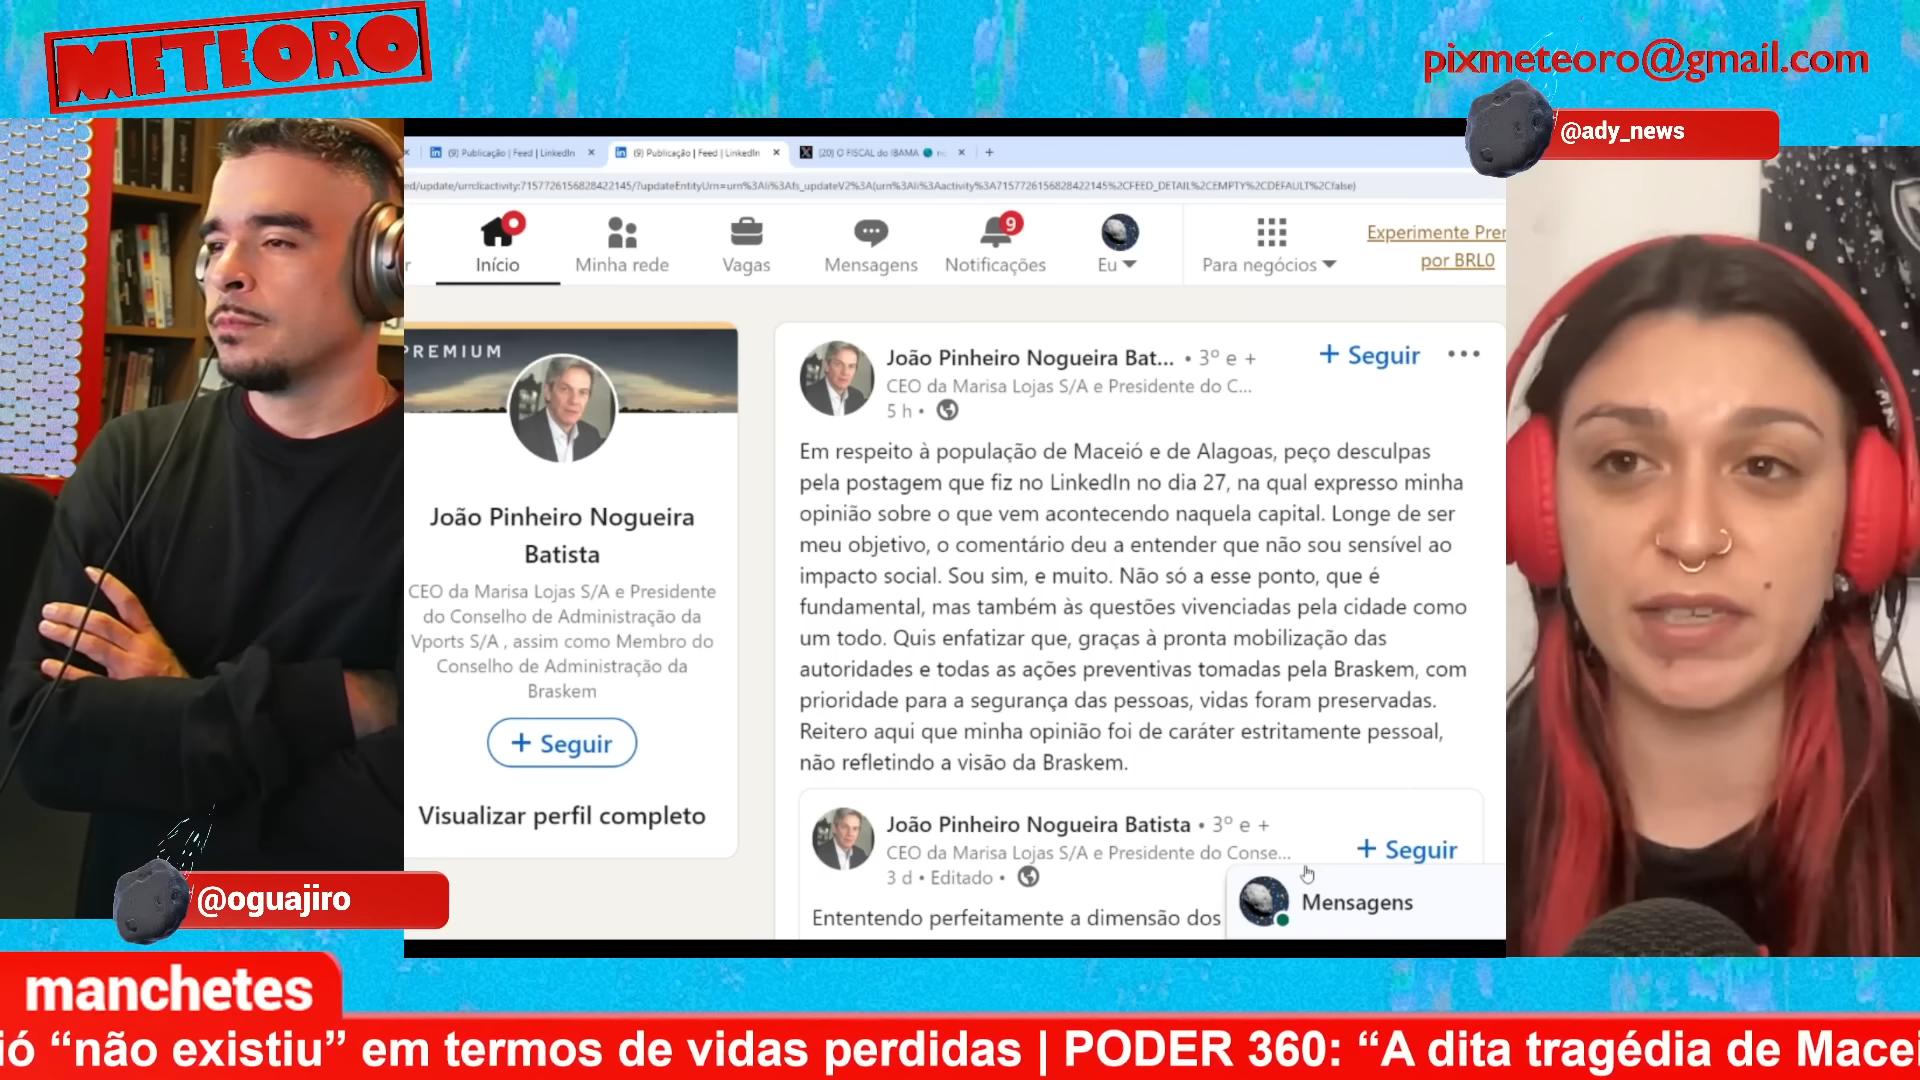 METEORO
pixmeteoro@gmail.com
@ady_news
(9) Publicação | Feed | LinkedIn
(9) Publicação | Feed | LinkedIn
(20) O FISCAL do IBAMA
Início
Minha rede
Vagas
Mensagens
9
Notificações
Eu
Para negócios
Experimente Prer
por BRL0
PREMIUM
João Pinheiro Nogueira
Batista
CEO da Marisa Lojas S/A e Presidente
do Conselho de Administração da
Vports S/A , assim como Membro do
Conselho de Administração da
Braskem
+ Seguir
Visualizar perfil completo
João Pinheiro Nogueira Bat... • 3º e +
CEO da Marisa Lojas S/A e Presidente do C...
5 h •
+ Seguir
Em respeito à população de Maceió e de Alagoas, peço desculpas
pela postagem que fiz no LinkedIn no dia 27, na qual expresso minha
opinião sobre o que vem acontecendo naquela capital. Longe de ser
meu objetivo, o comentário deu a entender que não sou sensível ao
impacto social. Sou sim, e muito. Não só a esse ponto, que é
fundamental, mas também às questões vivenciadas pela cidade como
um todo. Quis enfatizar que, graças à pronta mobilização das
autoridades e todas as ações preventivas tomadas pela Braskem, com
prioridade para a segurança das pessoas, vidas foram preservadas.
Reitero aqui que minha opinião foi de caráter estritamente pessoal,
não refletindo a visão da Braskem.
João Pinheiro Nogueira Batista • 3º e +
CEO da Marisa Lojas S/A e Presidente do Conse...
3 d • Editado •
+ Seguir
Ententendo perfeitamente a dimensão dos
Mensagens
@oguajiro
manchetes
ió “não existiu” em termos de vidas perdidas | PODER 360: “A dita tragédia de Macei